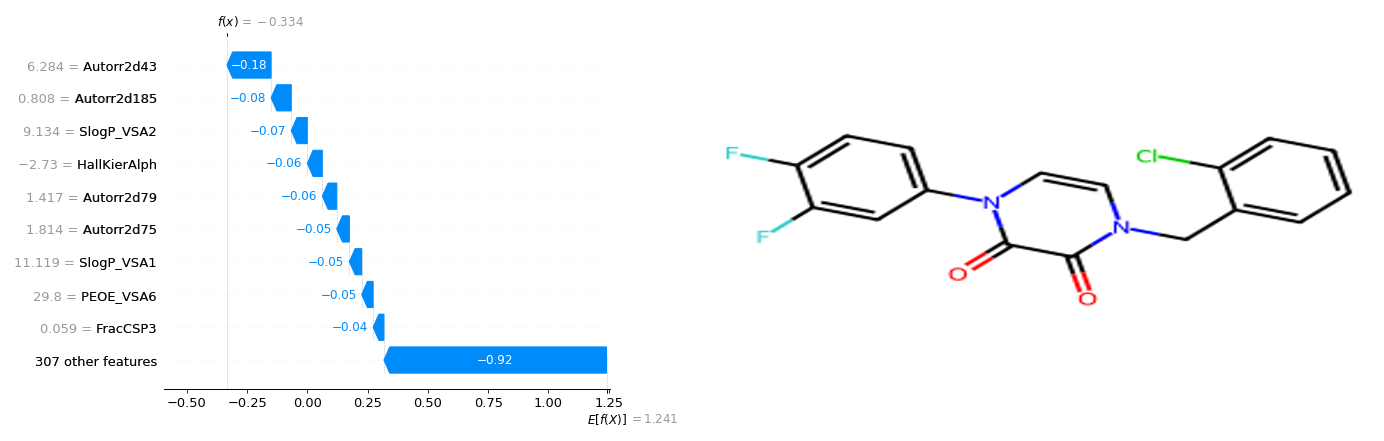 f(x) = −0.334
6.284 = Autorr2d43
−0.18
0.808 = Autorr2d185
−0.08
9.134 = SlogP_VSA2
−0.07
−2.73 = HallKierAlph
−0.06
1.417 = Autorr2d79
−0.06
1.814 = Autorr2d75
−0.05
11.119 = SlogP_VSA1
−0.05
29.8 = PEOE_VSA6
−0.05
0.059 = FracCSP3
−0.04
307 other features
−0.92
−0.50 −0.25 0.00 0.25 0.50 0.75 1.00 1.25
E[f(X)] = 1.241
F
F
N
O
O
N
Cl